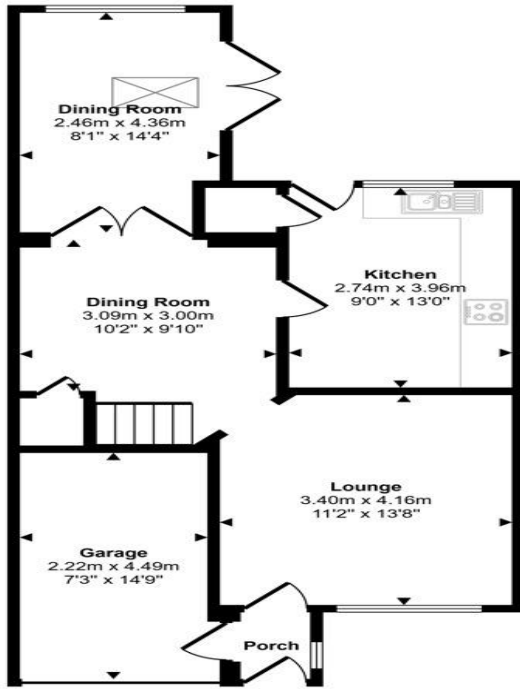 Dining Room
2.46m x 4.36m
8'1" x 14'4"
Dining Room
3.09m x 3.00m
10'2" x 9'10"
Kitchen
2.74m x 3.96m
9'0" x 13'0"
Lounge
3.40m x 4.16m
11'2" x 13'8"
Garage
2.22m x 4.49m
7'3" x 14'9"
Porch